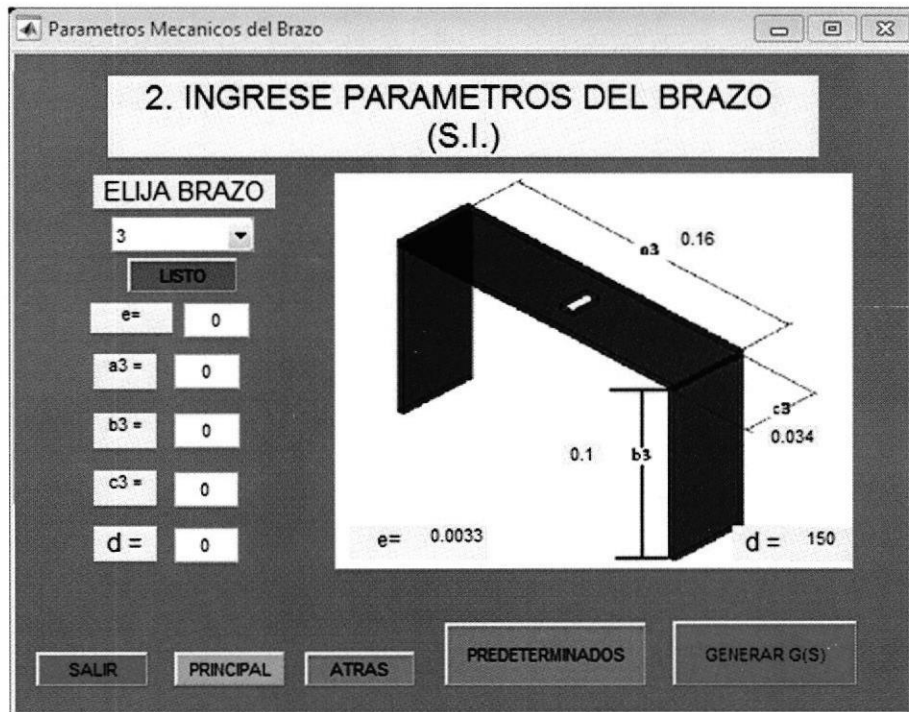 Parametros Mecanicos del Brazo
2. INGRESE PARAMETROS DEL BRAZO
(S.I.)
ELIJA BRAZO
3
LISTO
e= 0
a3 = 0
b3 = 0
c3 = 0
d = 0
a3 0.16
c3
0.034
0.1 b3
e= 0.0033
d = 150
SALIR
PRINCIPAL
ATRAS
PREDETERMINADOS
GENERAR G(S)